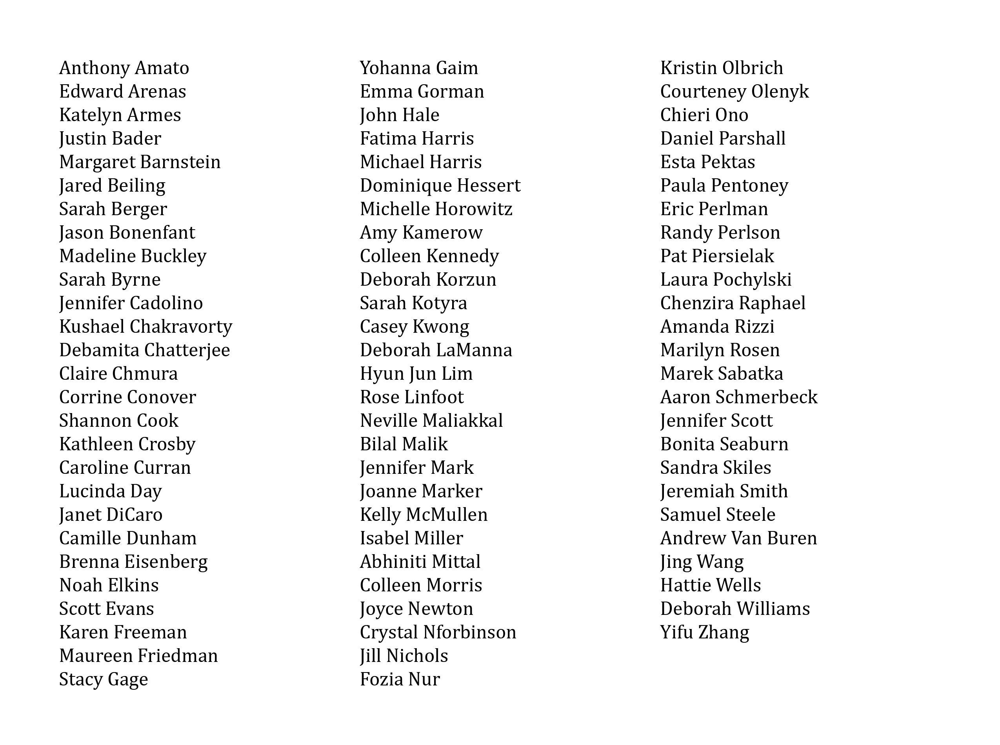 Anthony Amato
Edward Arenas
Katelyn Armes
Justin Bader
Margaret Barnstein
Jared Beiling
Sarah Berger
Jason Bonenfant
Madeline Buckley
Sarah Byrne
Jennifer Cadolino
Kushael Chakravorty
Debamita Chatterjee
Claire Chmura
Corrine Conover
Shannon Cook
Kathleen Crosby
Caroline Curran
Lucinda Day
Janet DiCaro
Camille Dunham
Brenna Eisenberg
Noah Elkins
Scott Evans
Karen Freeman
Maureen Friedman
Stacy Gage
Yohanna Gaim
Emma Gorman
John Hale
Fatima Harris
Michael Harris
Dominique Hessert
Michelle Horowitz
Amy Kamerow
Colleen Kennedy
Deborah Korzun
Sarah Kotyra
Casey Kwong
Deborah LaManna
Hyun Jun Lim
Rose Linfoot
Neville Maliakkal
Bilal Malik
Jennifer Mark
Joanne Marker
Kelly McMullen
Isabel Miller
Abhiniti Mittal
Colleen Morris
Joyce Newton
Crystal Nforbinson
Jill Nichols
Fozia Nur
Kristin Olbrich
Courteney Olenyk
Chieri Ono
Daniel Parshall
Esta Pektas
Paula Pentoney
Eric Perlman
Randy Perlson
Pat Piersielak
Laura Pochylski
Chenzira Raphael
Amanda Rizzi
Marilyn Rosen
Marek Sabatka
Aaron Schmerbeck
Jennifer Scott
Bonita Seaburn
Sandra Skiles
Jeremiah Smith
Samuel Steele
Andrew Van Buren
Jing Wang
Hattie Wells
Deborah Williams
Yifu Zhang